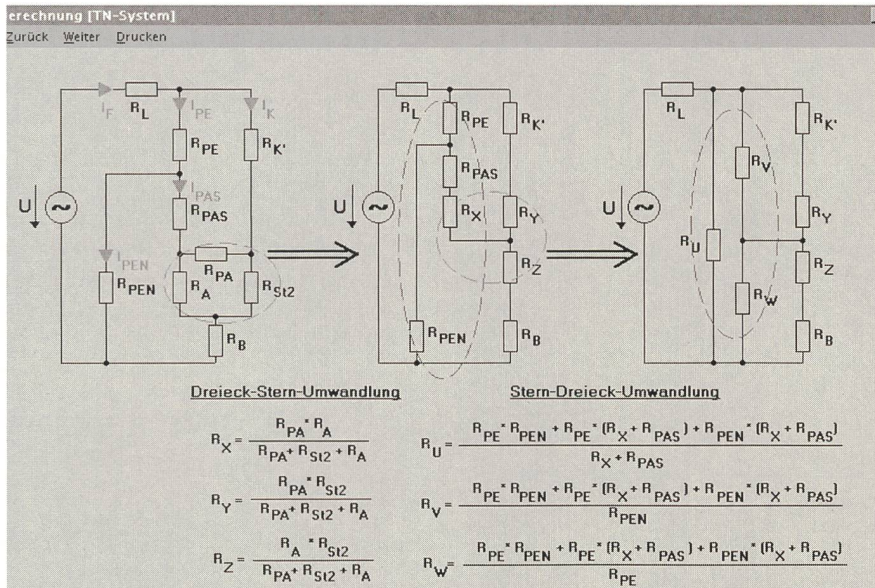 erechnung [TN-System]
Zurück Weiter Drucken
I_F R_L I_PE I_K
R_PE R_K'
U I_PAS
R_PAS
I_PEN R_PA
R_PEN R_A R_St2
R_B
R_L R_PE R_K'
R_PAS
U R_X R_Y
R_Z
R_PEN R_B
R_L R_K'
R_V
U R_U R_Y
R_W R_Z
R_B
Dreieck-Stern-Umwandlung
R_X = R_PA * R_A / R_PA + R_St2 + R_A
R_Y = R_PA * R_St2 / R_PA + R_St2 + R_A
R_Z = R_A * R_St2 / R_PA + R_St2 + R_A
Stern-Dreieck-Umwandlung
R_U = R_PE * R_PEN + R_PE * (R_X + R_PAS) + R_PEN * (R_X + R_PAS) / R_X + R_PAS
R_V = R_PE * R_PEN + R_PE * (R_X + R_PAS) + R_PEN * (R_X + R_PAS) / R_PEN
R_W = R_PE * R_PEN + R_PE * (R_X + R_PAS) + R_PEN * (R_X + R_PAS) / R_PE